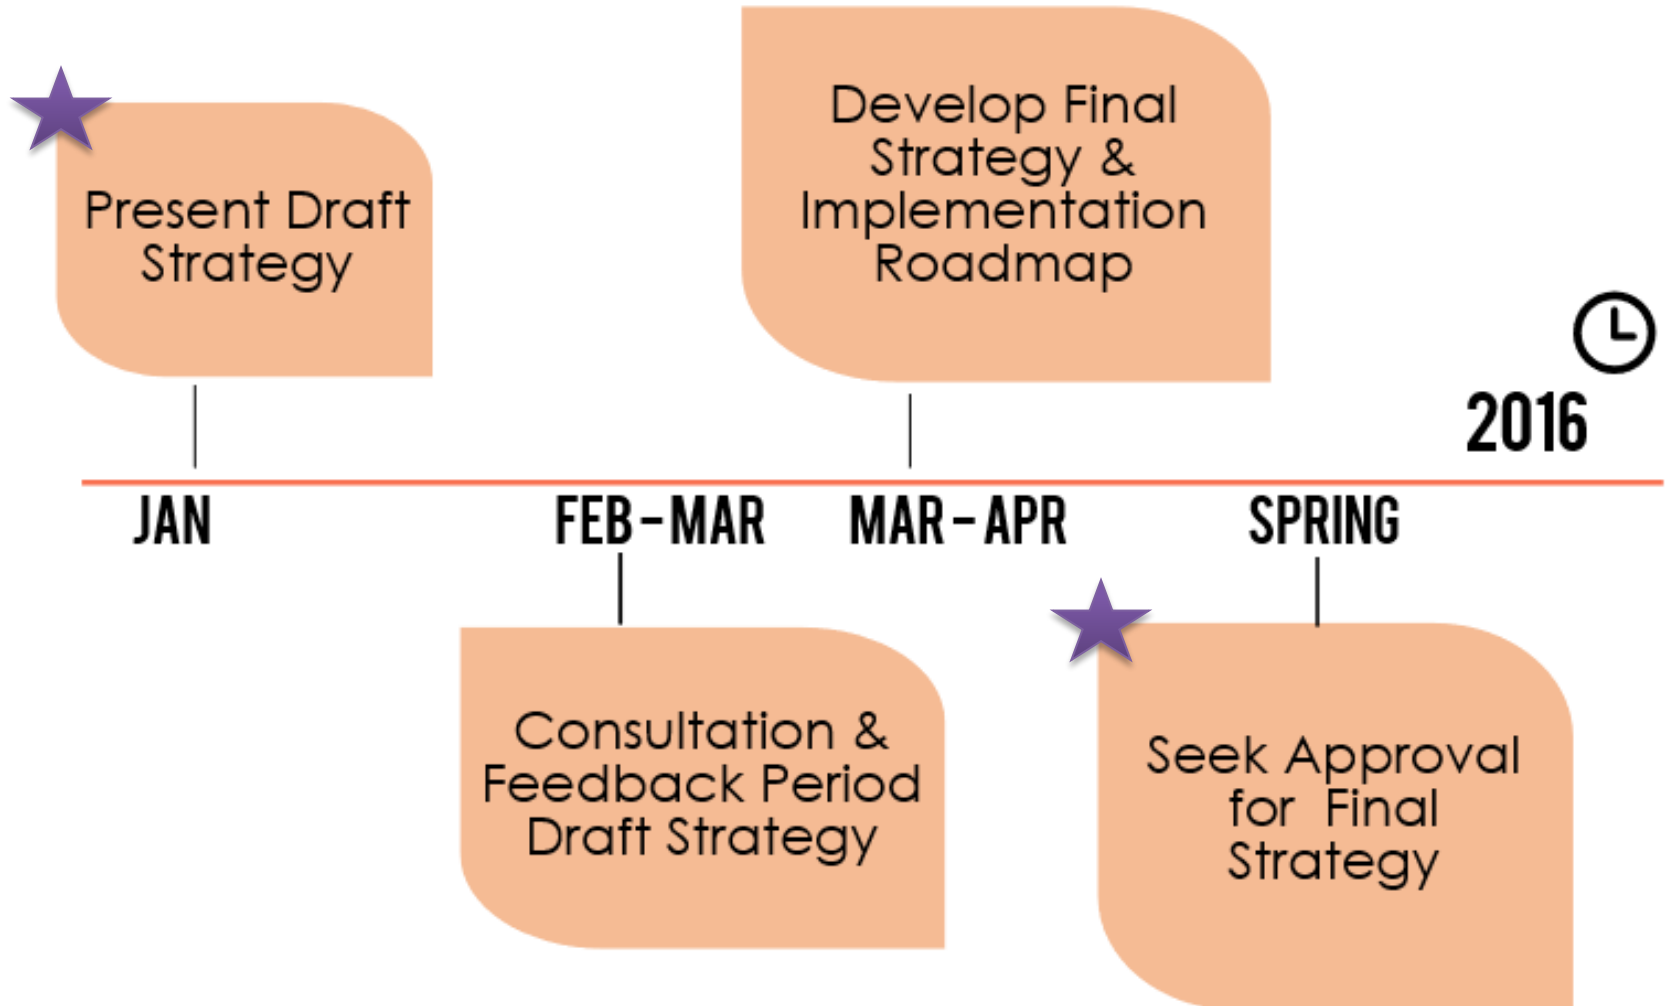 Present Draft
Strategy
Develop Final
Strategy &
Implementation
Roadmap
2016
JAN
FEB - MAR
MAR - APR
SPRING
Consultation &
Feedback Period
Draft Strategy
Seek Approval
for Final
Strategy